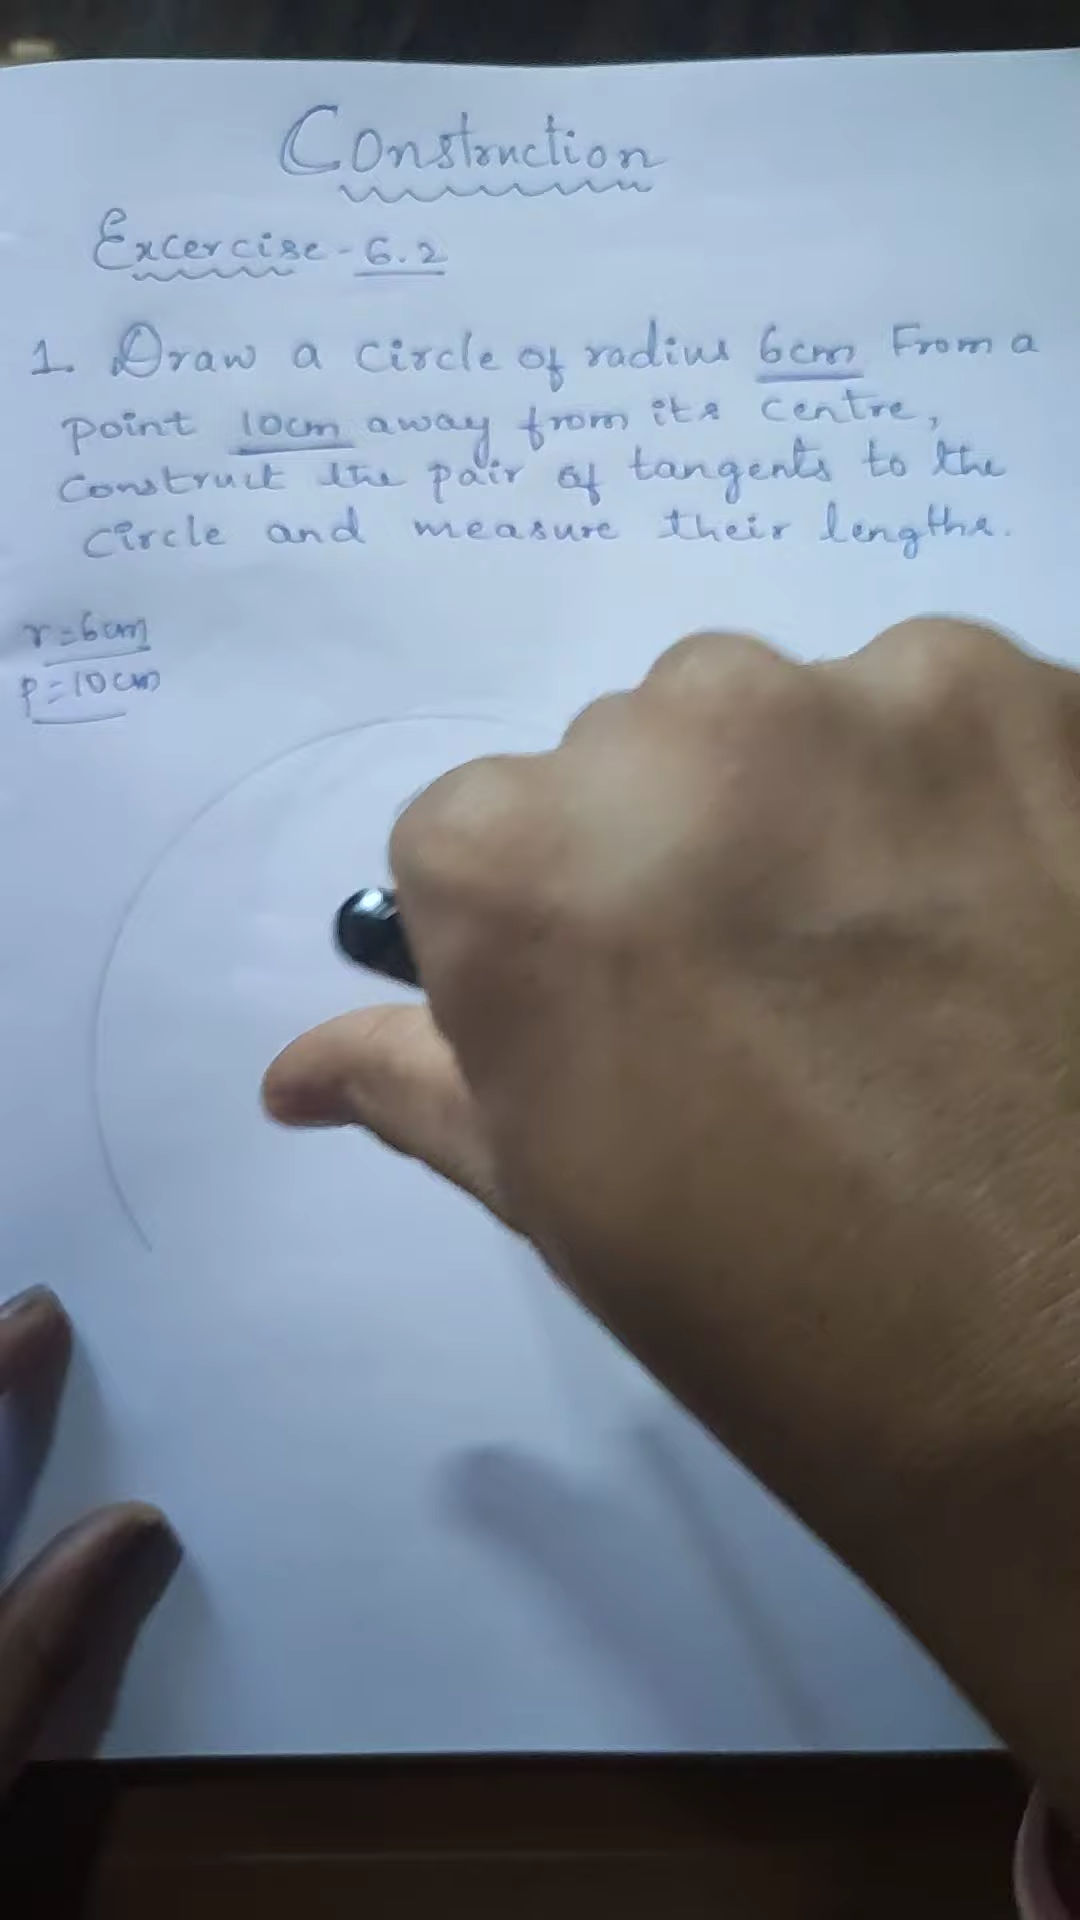 Construction
Excercise - 6.2
1. Draw a circle of radius 6cm From a
point 10cm away from its centre,
construct the pair of tangents to the
circle and measure their lengths.
r=6cm
P=10cm